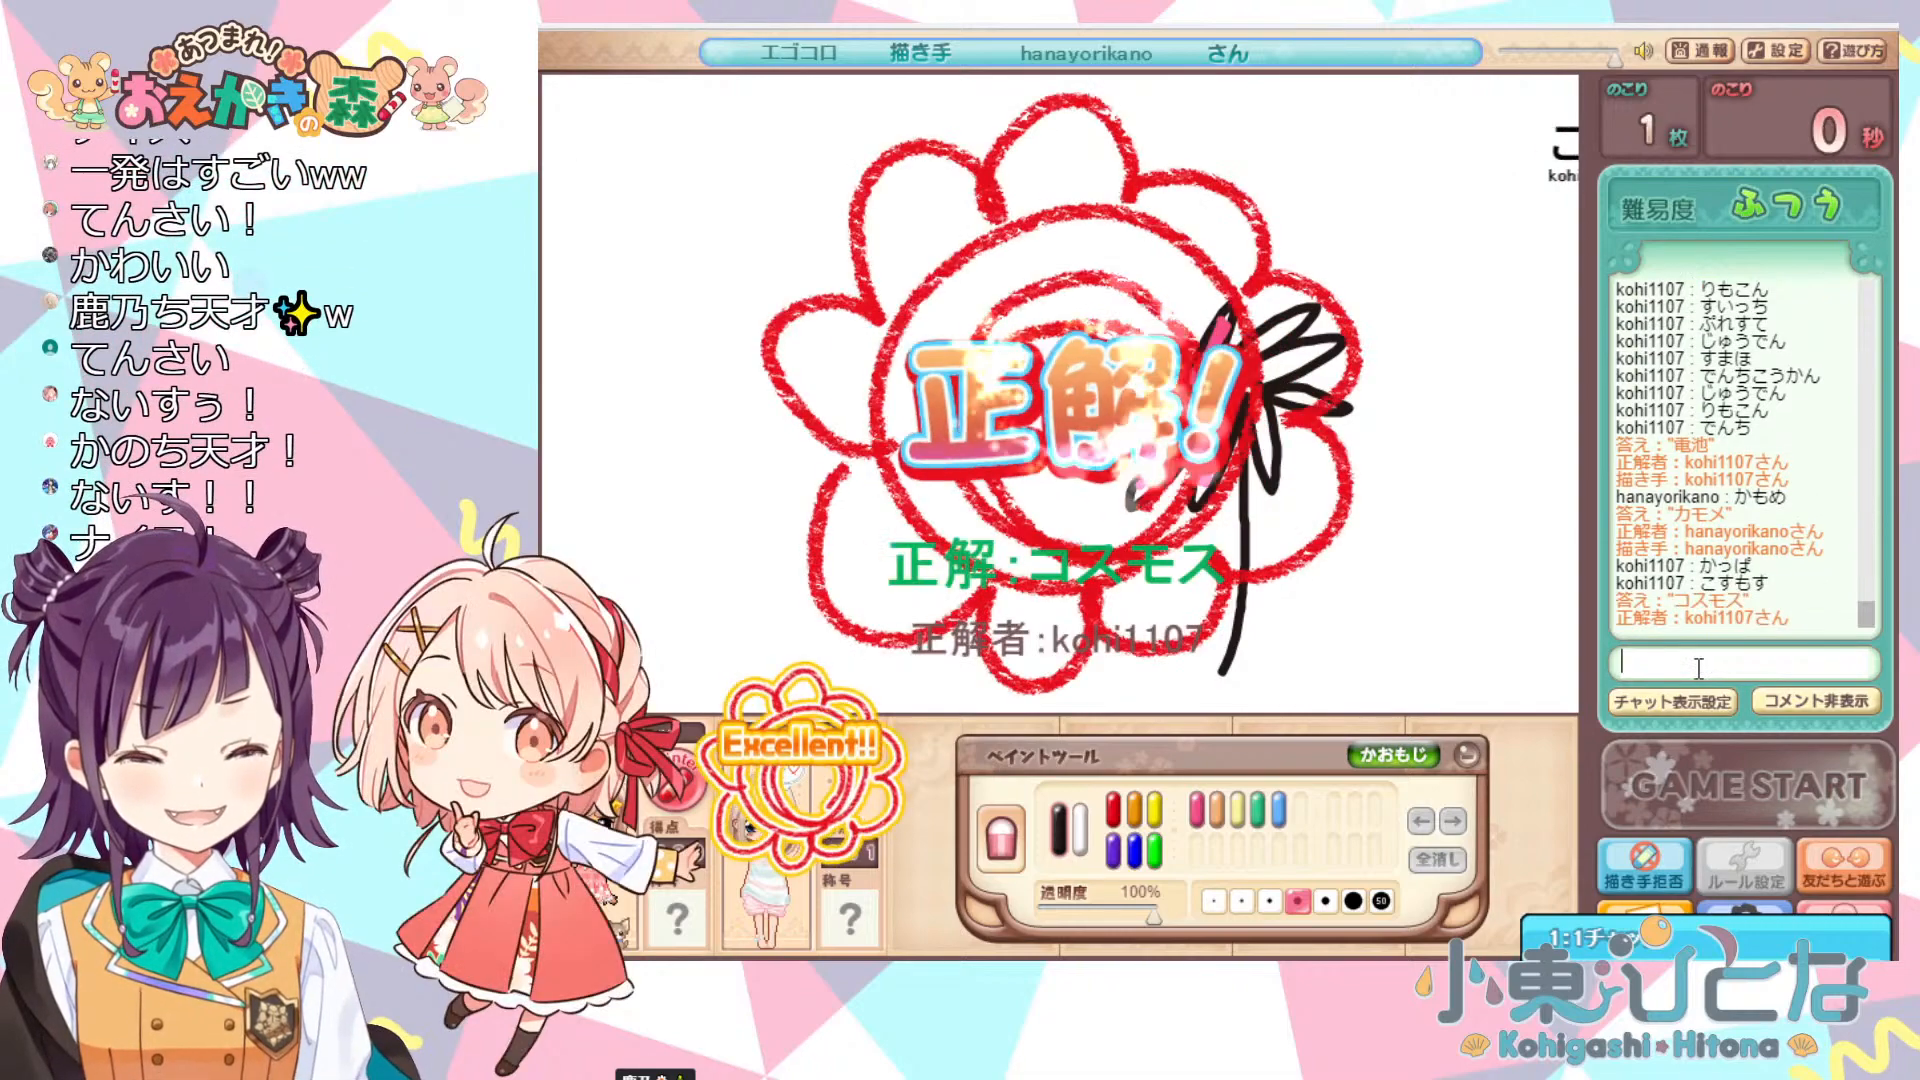 あつまれ!
おえかきの森
一発はすごいww
てんさい！
かわいい
鹿乃ち天才✨w
てんさい
ないすぅ！
かのち天才！
ないす！！
エゴコロ 描き手 hanayorikano さん
通報
設定
遊び方
のこり
1枚
のこり
0秒
難易度 ふつう
kohi1107 : りもこん
kohi1107 : すいっち
kohi1107 : ぷれすて
kohi1107 : じゅうでん
kohi1107 : すまほ
kohi1107 : でんちこうかん
kohi1107 : じゅうでん
kohi1107 : りもこん
kohi1107 : でんち
答え : "電池"
正解者 : kohi1107さん
描き手 : kohi1107さん
hanayorikano : かもめ
答え : "カモメ"
正解者 : hanayorikanoさん
描き手 : hanayorikanoさん
kohi1107 : かっぱ
kohi1107 : こすもす
答え : "コスモス"
正解者 : kohi1107さん
チャット表示設定
コメント非表示
GAME START
描き手拒否
ルール設定
友だちと遊ぶ
正解!
正解:コスモス
正解者:kohi1107
Excellent!!
得点
1
称号
?
?
ペイントツール
かおもじ
全消し
透明度 100%
50
小東ひとな
Kohigashi Hitona